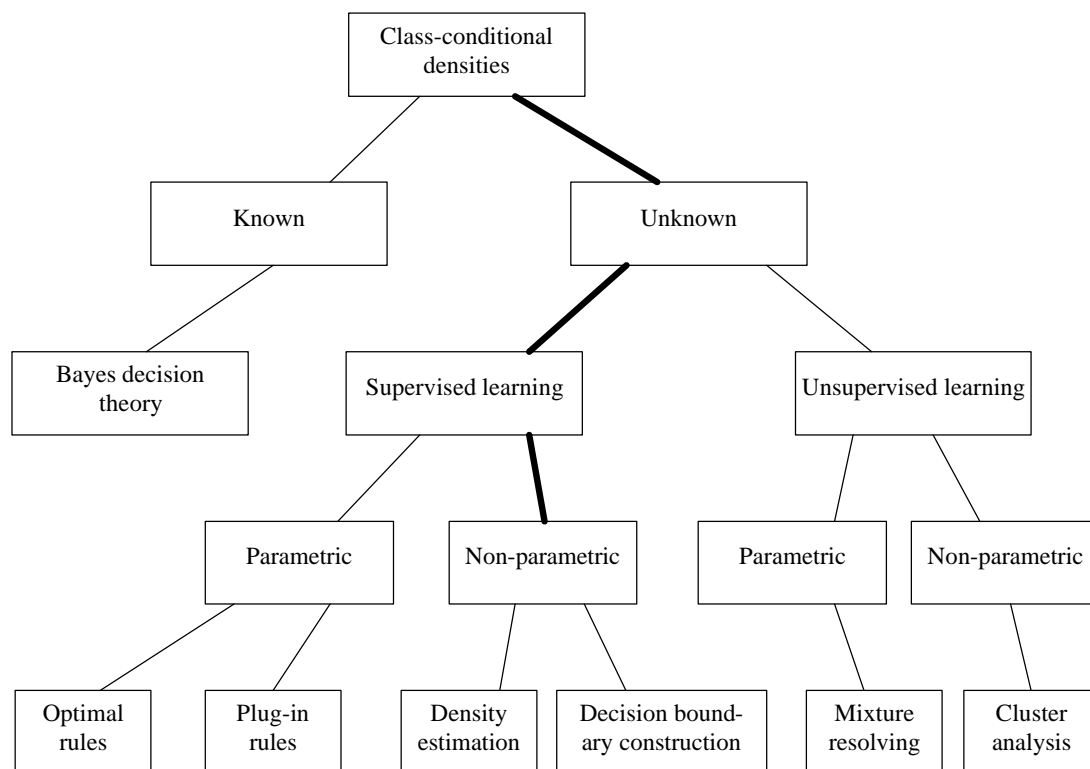 Class-conditional
densities
Known
Unknown
Bayes decision
theory
Supervised learning
Unsupervised learning
Parametric
Non-parametric
Parametric
Non-parametric
Optimal
rules
Plug-in
rules
Density
estimation
Decision bound-
ary construction
Mixture
resolving
Cluster
analysis